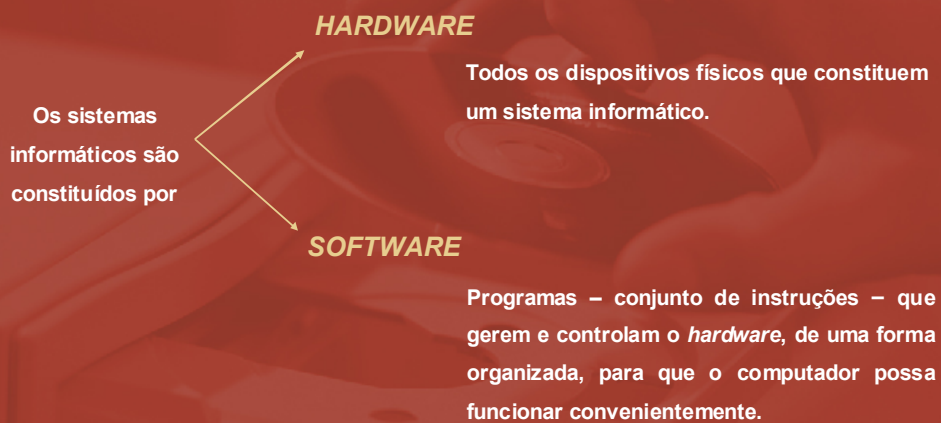 HARDWARE
Todos os dispositivos físicos que constituem
um sistema informático.
Os sistemas
informáticos são
constituídos por
SOFTWARE
Programas – conjunto de instruções – que
gerem e controlam o hardware, de uma forma
organizada, para que o computador possa
funcionar convenientemente.